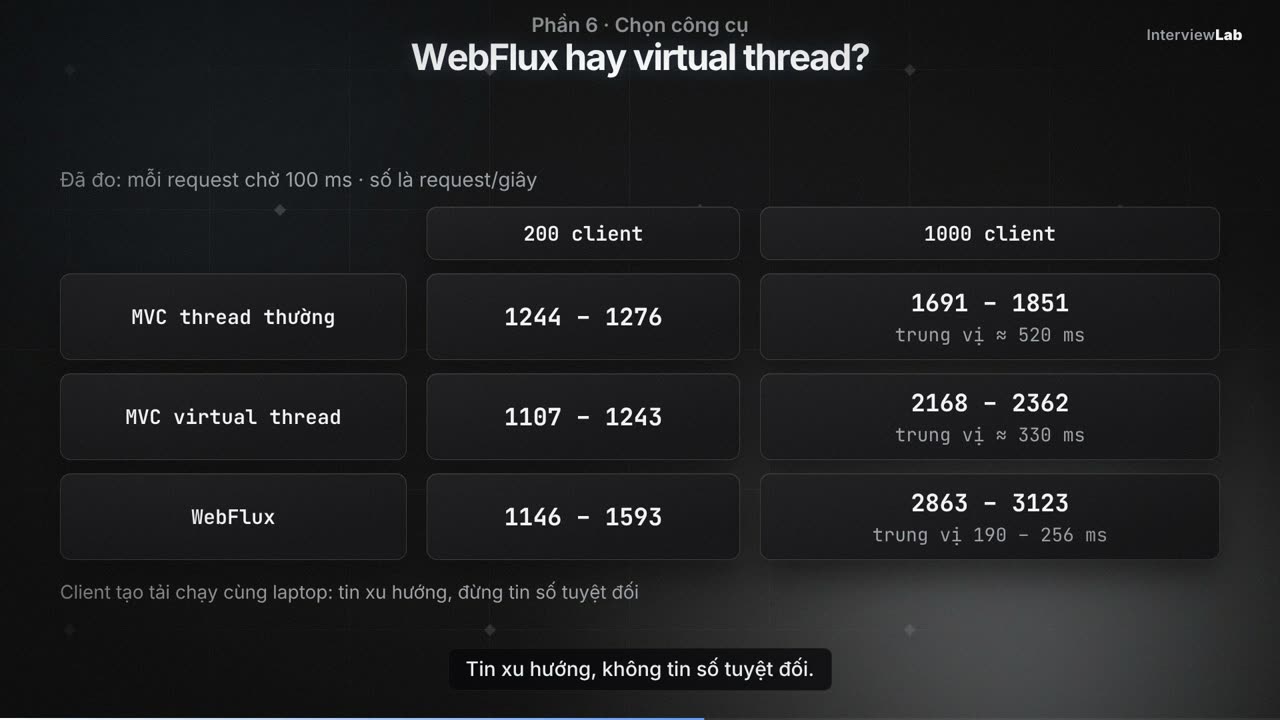 Phần 6 · Chọn công cụ
WebFlux hay virtual thread?
InterviewLab
Đã đo: mỗi request chờ 100 ms · số là request/giây
200 client
1000 client
MVC thread thường
1244 – 1276
1691 – 1851
trung vị ≈ 520 ms
MVC virtual thread
1107 – 1243
2168 – 2362
trung vị ≈ 330 ms
WebFlux
1146 – 1593
2863 – 3123
trung vị 190 – 256 ms
Client tạo tải chạy cùng laptop: tin xu hướng, đừng tin số tuyệt đối
Tin xu hướng, không tin số tuyệt đối.